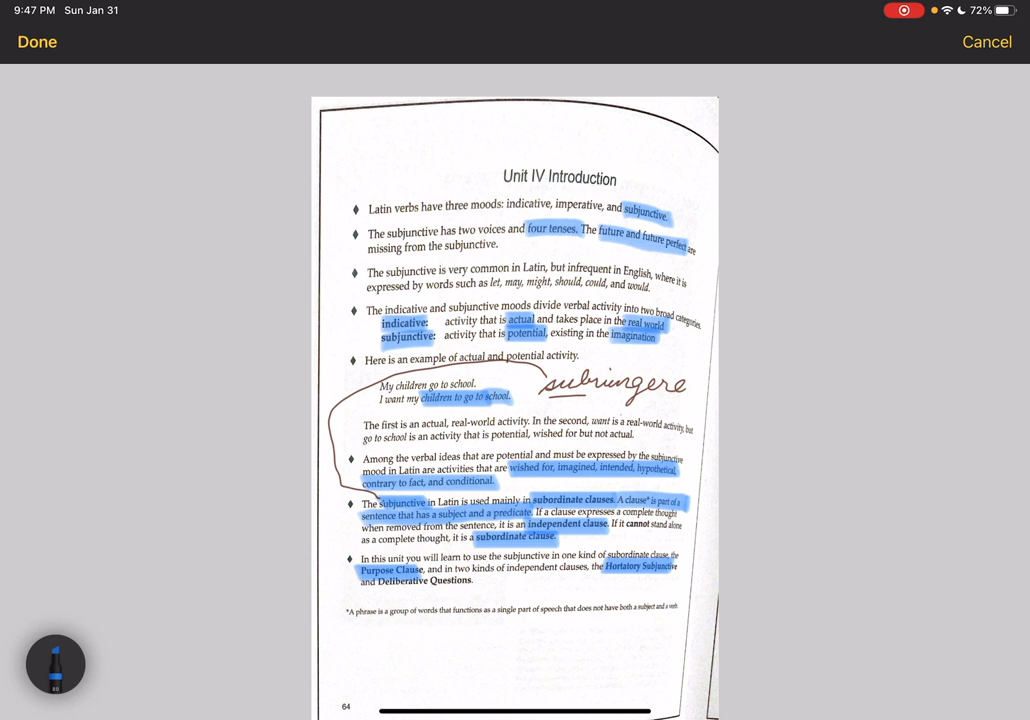 9:47 PM Sun Jan 31
72%
Done
Cancel
Unit IV Introduction
♦ Latin verbs have three moods: indicative, imperative, and subjunctive.
♦ The subjunctive has two voices and four tenses. The future and future perfect are
missing from the subjunctive.
♦ The subjunctive is very common in Latin, but infrequent in English, where it is
expressed by words such as let, may, might, should, could, and would.
♦ The indicative and subjunctive moods divide verbal activity into two broad categories.
indicative: activity that is actual and takes place in the real world
subjunctive: activity that is potential, existing in the imagination
♦ Here is an example of actual and potential activity.
My children go to school.
I want my children to go to school.
The first is an actual, real-world activity. In the second, want is a real-world activity, but
go to school is an activity that is potential, wished for but not actual.
♦ Among the verbal ideas that are potential and must be expressed by the subjunctive
mood in Latin are activities that are wished for, imagined, intended, hypothetical,
contrary to fact, and conditional.
♦ The subjunctive in Latin is used mainly in subordinate clauses. A clause* is part of a
sentence that has a subject and a predicate. If a clause expresses a complete thought
when removed from the sentence, it is an independent clause. If it cannot stand alone
as a complete thought, it is a subordinate clause.
♦ In this unit you will learn to use the subjunctive in one kind of subordinate clause, the
Purpose Clause, and in two kinds of independent clauses, the Hortatory Subjunctive
and Deliberative Questions.
*A phrase is a group of words that functions as a single part of speech that does not have both a subject and a verb.
64
80